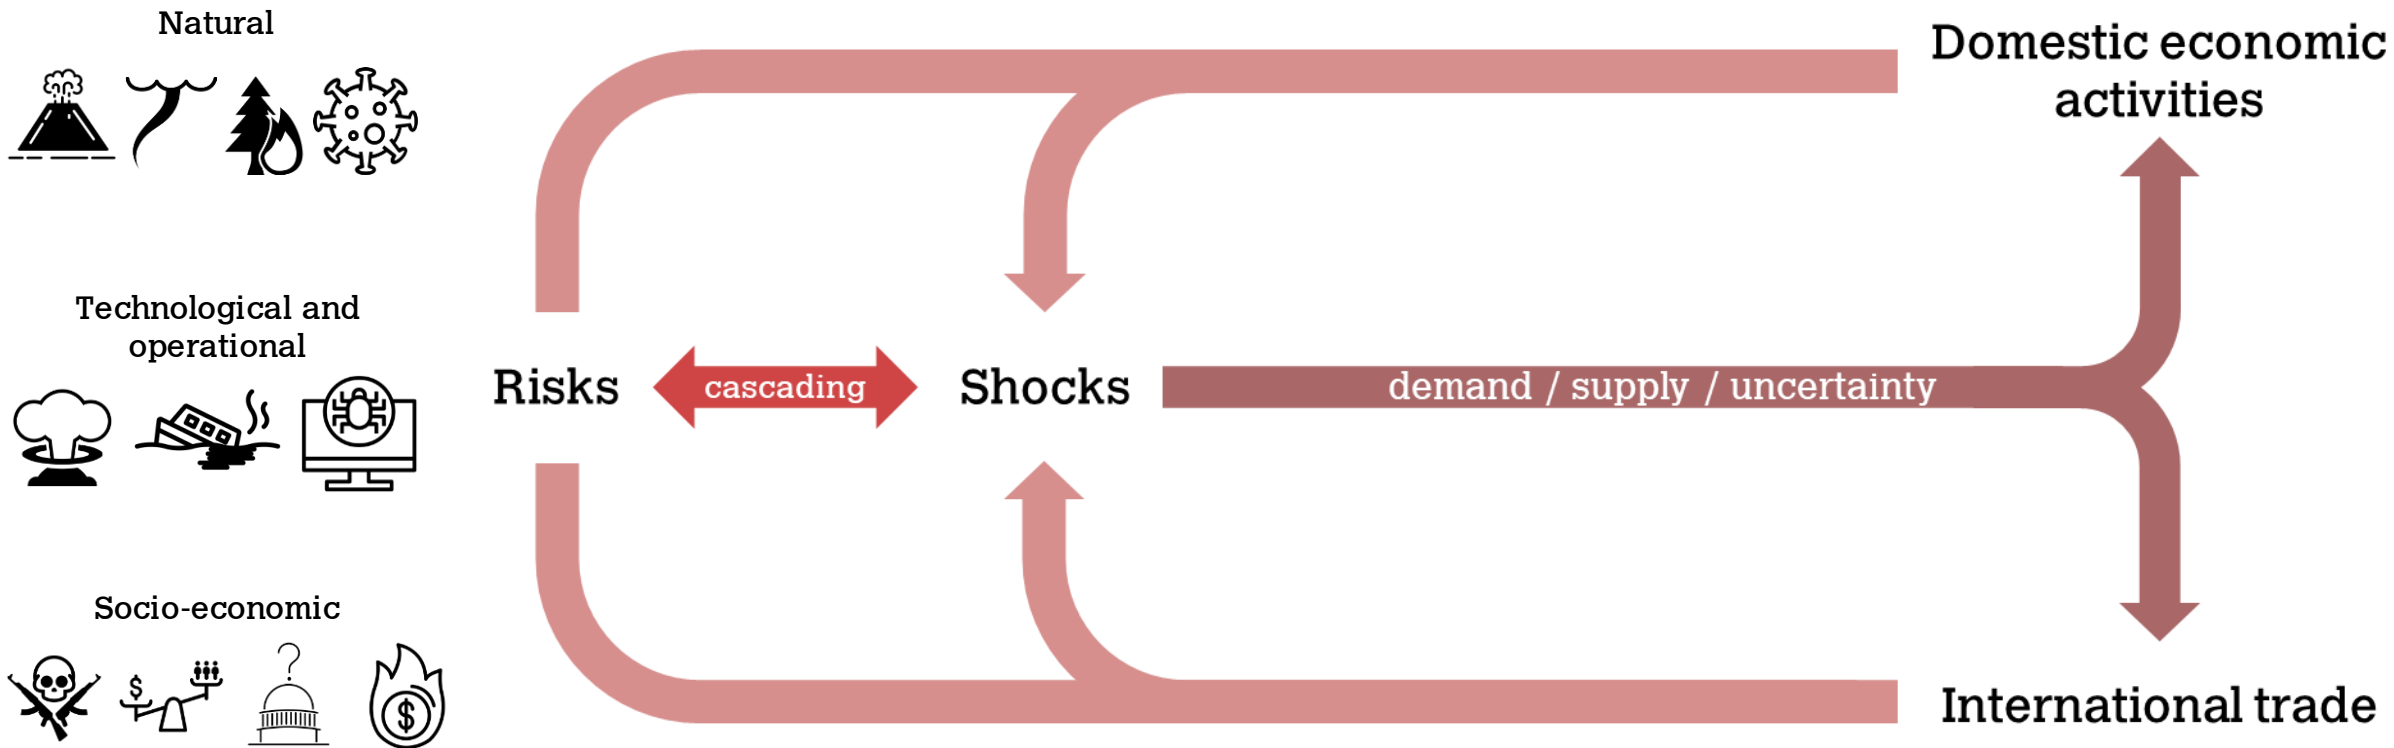 Natural
Technological and
operational
Socio-economic
Risks
cascading
Shocks
demand / supply / uncertainty
Domestic economic
activities
International trade
$
?
$